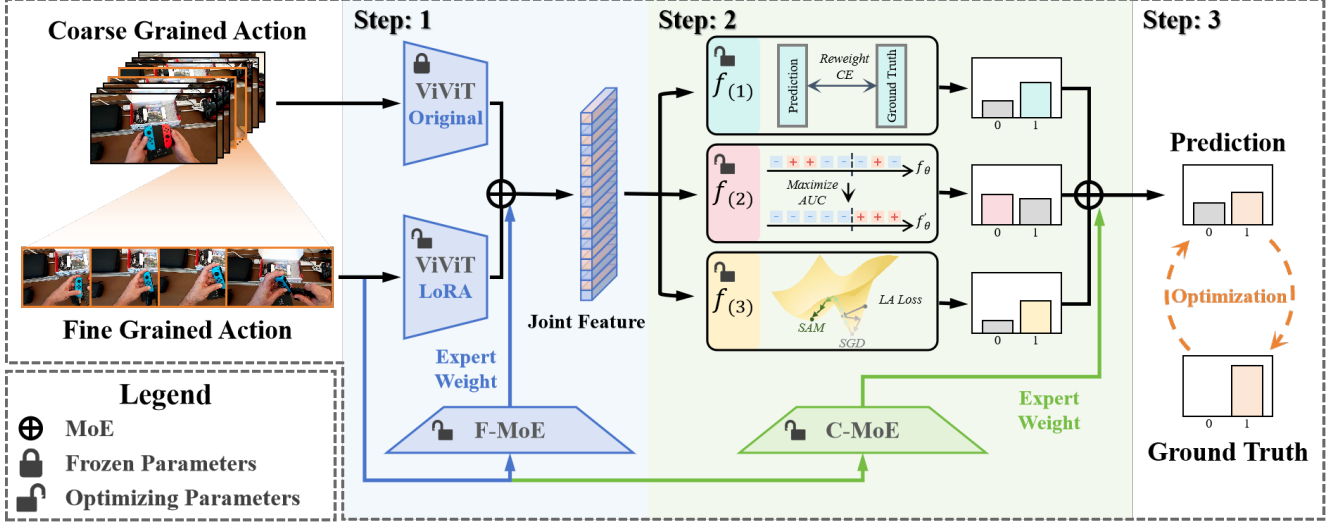 Step: 1
Step: 2
Step: 3
Coarse Grained Action
Fine Grained Action
ViViT
Original
ViViT
LoRA
Joint Feature
Expert
Weight
F-MoE
f(1)
Prediction
Reweight
CE
Ground Truth
0 1
f(2)
− + + − − − + −
fθ
Maximize
AUC
− − − − − + + +
f'θ
0 1
f(3)
LA Loss
SAM
SGD
0 1
Expert
Weight
C-MoE
Prediction
0 1
Optimization
0 1
Ground Truth
Legend
MoE
Frozen Parameters
Optimizing Parameters